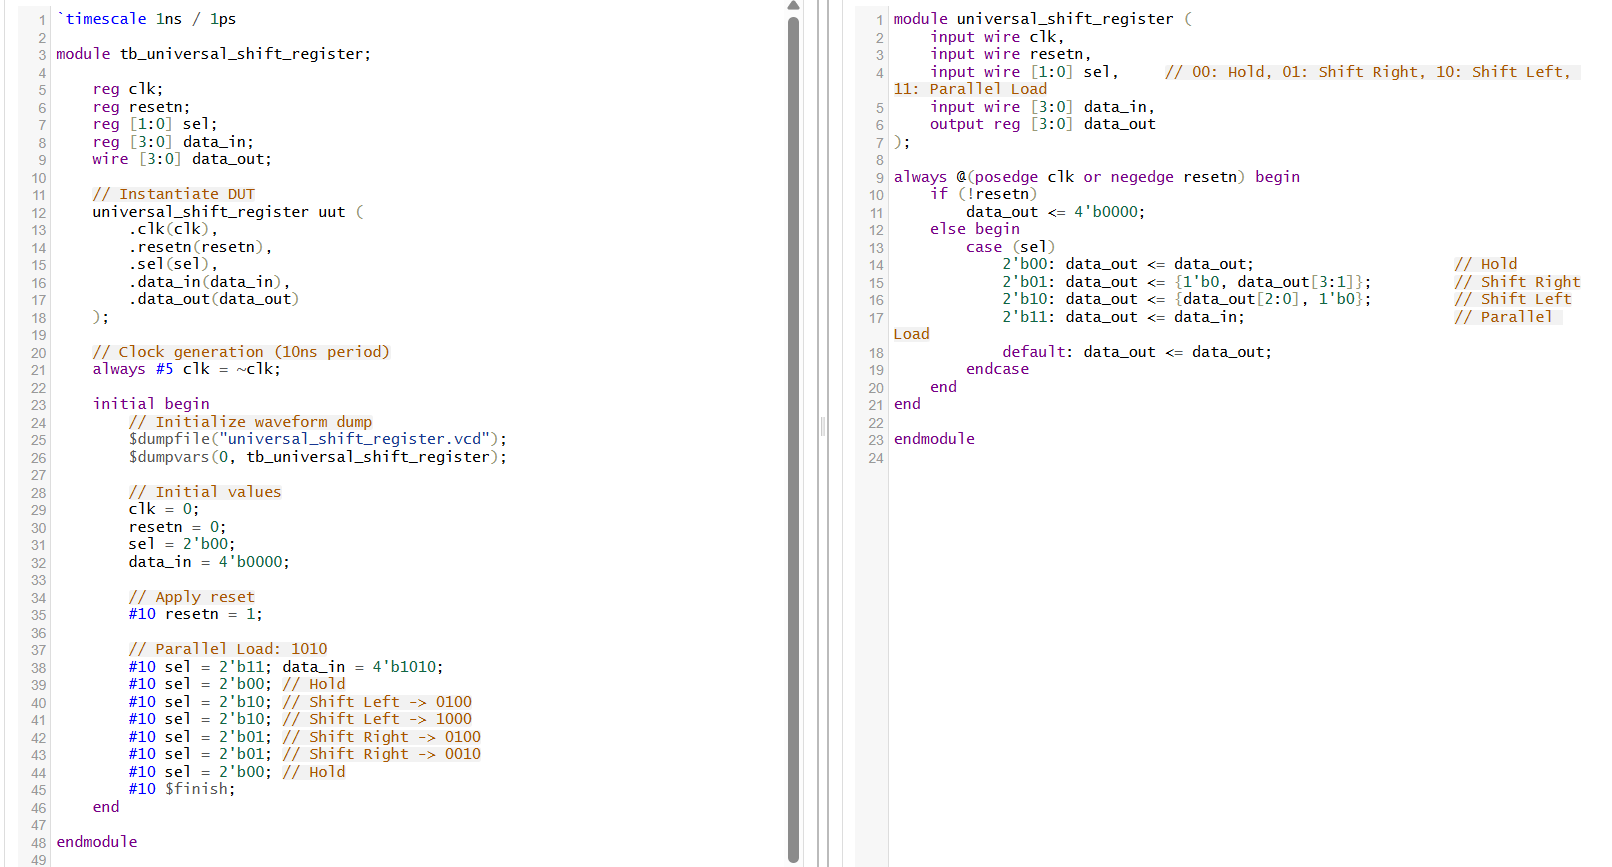 1 `timescale 1ns / 1ps
2
3 module tb_universal_shift_register;
4
5     reg clk;
6     reg resetn;
7     reg [1:0] sel;
8     reg [3:0] data_in;
9     wire [3:0] data_out;
10
11     // Instantiate DUT
12     universal_shift_register uut (
13         .clk(clk),
14         .resetn(resetn),
15         .sel(sel),
16         .data_in(data_in),
17         .data_out(data_out)
18     );
19
20     // Clock generation (10ns period)
21     always #5 clk = ~clk;
22
23     initial begin
24         // Initialize waveform dump
25         $dumpfile("universal_shift_register.vcd");
26         $dumpvars(0, tb_universal_shift_register);
27
28         // Initial values
29         clk = 0;
30         resetn = 0;
31         sel = 2'b00;
32         data_in = 4'b0000;
33
34         // Apply reset
35         #10 resetn = 1;
36
37         // Parallel Load: 1010
38         #10 sel = 2'b11; data_in = 4'b1010;
39         #10 sel = 2'b00; // Hold
40         #10 sel = 2'b10; // Shift Left -> 0100
41         #10 sel = 2'b10; // Shift Left -> 1000
42         #10 sel = 2'b01; // Shift Right -> 0100
43         #10 sel = 2'b01; // Shift Right -> 0010
44         #10 sel = 2'b00; // Hold
45         #10 $finish;
46     end
47
48 endmodule
49
1 module universal_shift_register (
2     input wire clk,
3     input wire resetn,
4     input wire [1:0] sel,     // 00: Hold, 01: Shift Right, 10: Shift Left,
11: Parallel Load
5     input wire [3:0] data_in,
6     output reg [3:0] data_out
7 );
8
9 always @(posedge clk or negedge resetn) begin
10     if (!resetn)
11         data_out <= 4'b0000;
12     else begin
13         case (sel)
14             2'b00: data_out <= data_out;                      // Hold
15             2'b01: data_out <= {1'b0, data_out[3:1]};         // Shift Right
16             2'b10: data_out <= {data_out[2:0], 1'b0};         // Shift Left
17             2'b11: data_out <= data_in;                       // Parallel
Load
18             default: data_out <= data_out;
19         endcase
20     end
21 end
22
23 endmodule
24